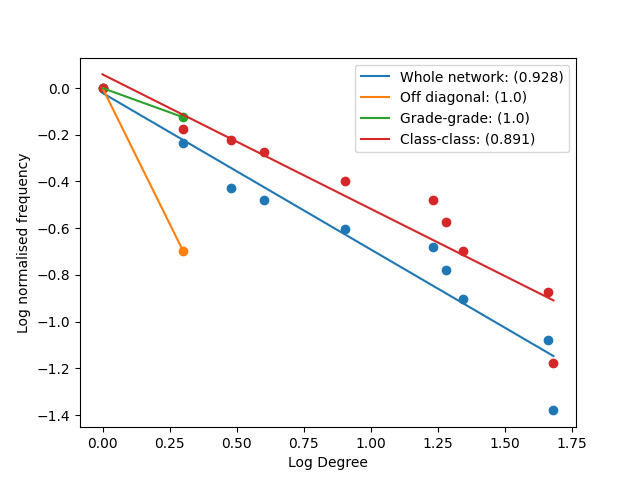 Whole network: (0.928)
Off diagonal: (1.0)
Grade-grade: (1.0)
Class-class: (0.891)
Log normalised frequency
0.0
−0.2
−0.4
−0.6
−0.8
−1.0
−1.2
−1.4
0.00 0.25 0.50 0.75 1.00 1.25 1.50 1.75
Log Degree